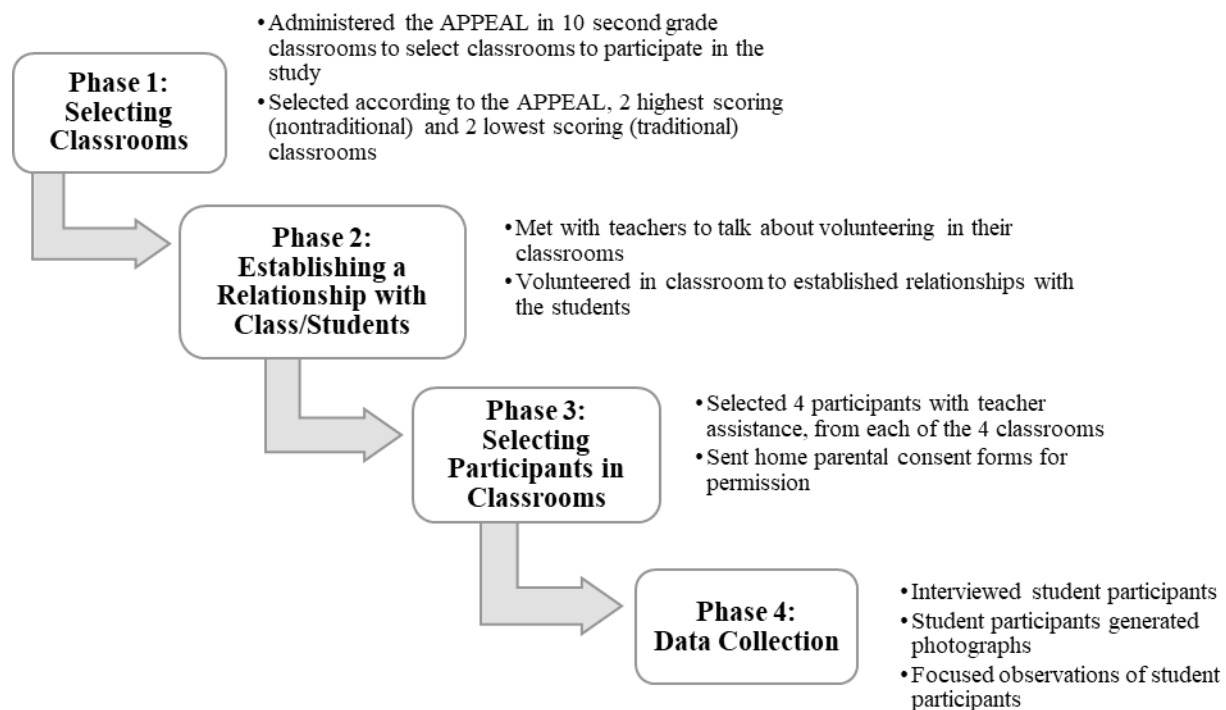 Phase 1:
Selecting
Classrooms
•Administered the APPEAL in 10 second grade
classrooms to select classrooms to participate in the
study
•Selected according to the APPEAL, 2 highest scoring
(nontraditional) and 2 lowest scoring (traditional)
classrooms
Phase 2:
Establishing a
Relationship with
Class/Students
•Met with teachers to talk about volunteering in their
classrooms
•Volunteered in classroom to established relationships with
the students
Phase 3:
Selecting
Participants in
Classrooms
•Selected 4 participants with teacher
assistance, from each of the 4 classrooms
•Sent home parental consent forms for
permission
Phase 4:
Data Collection
•Interviewed student participants
•Student participants generated
photographs
•Focused observations of student
participants